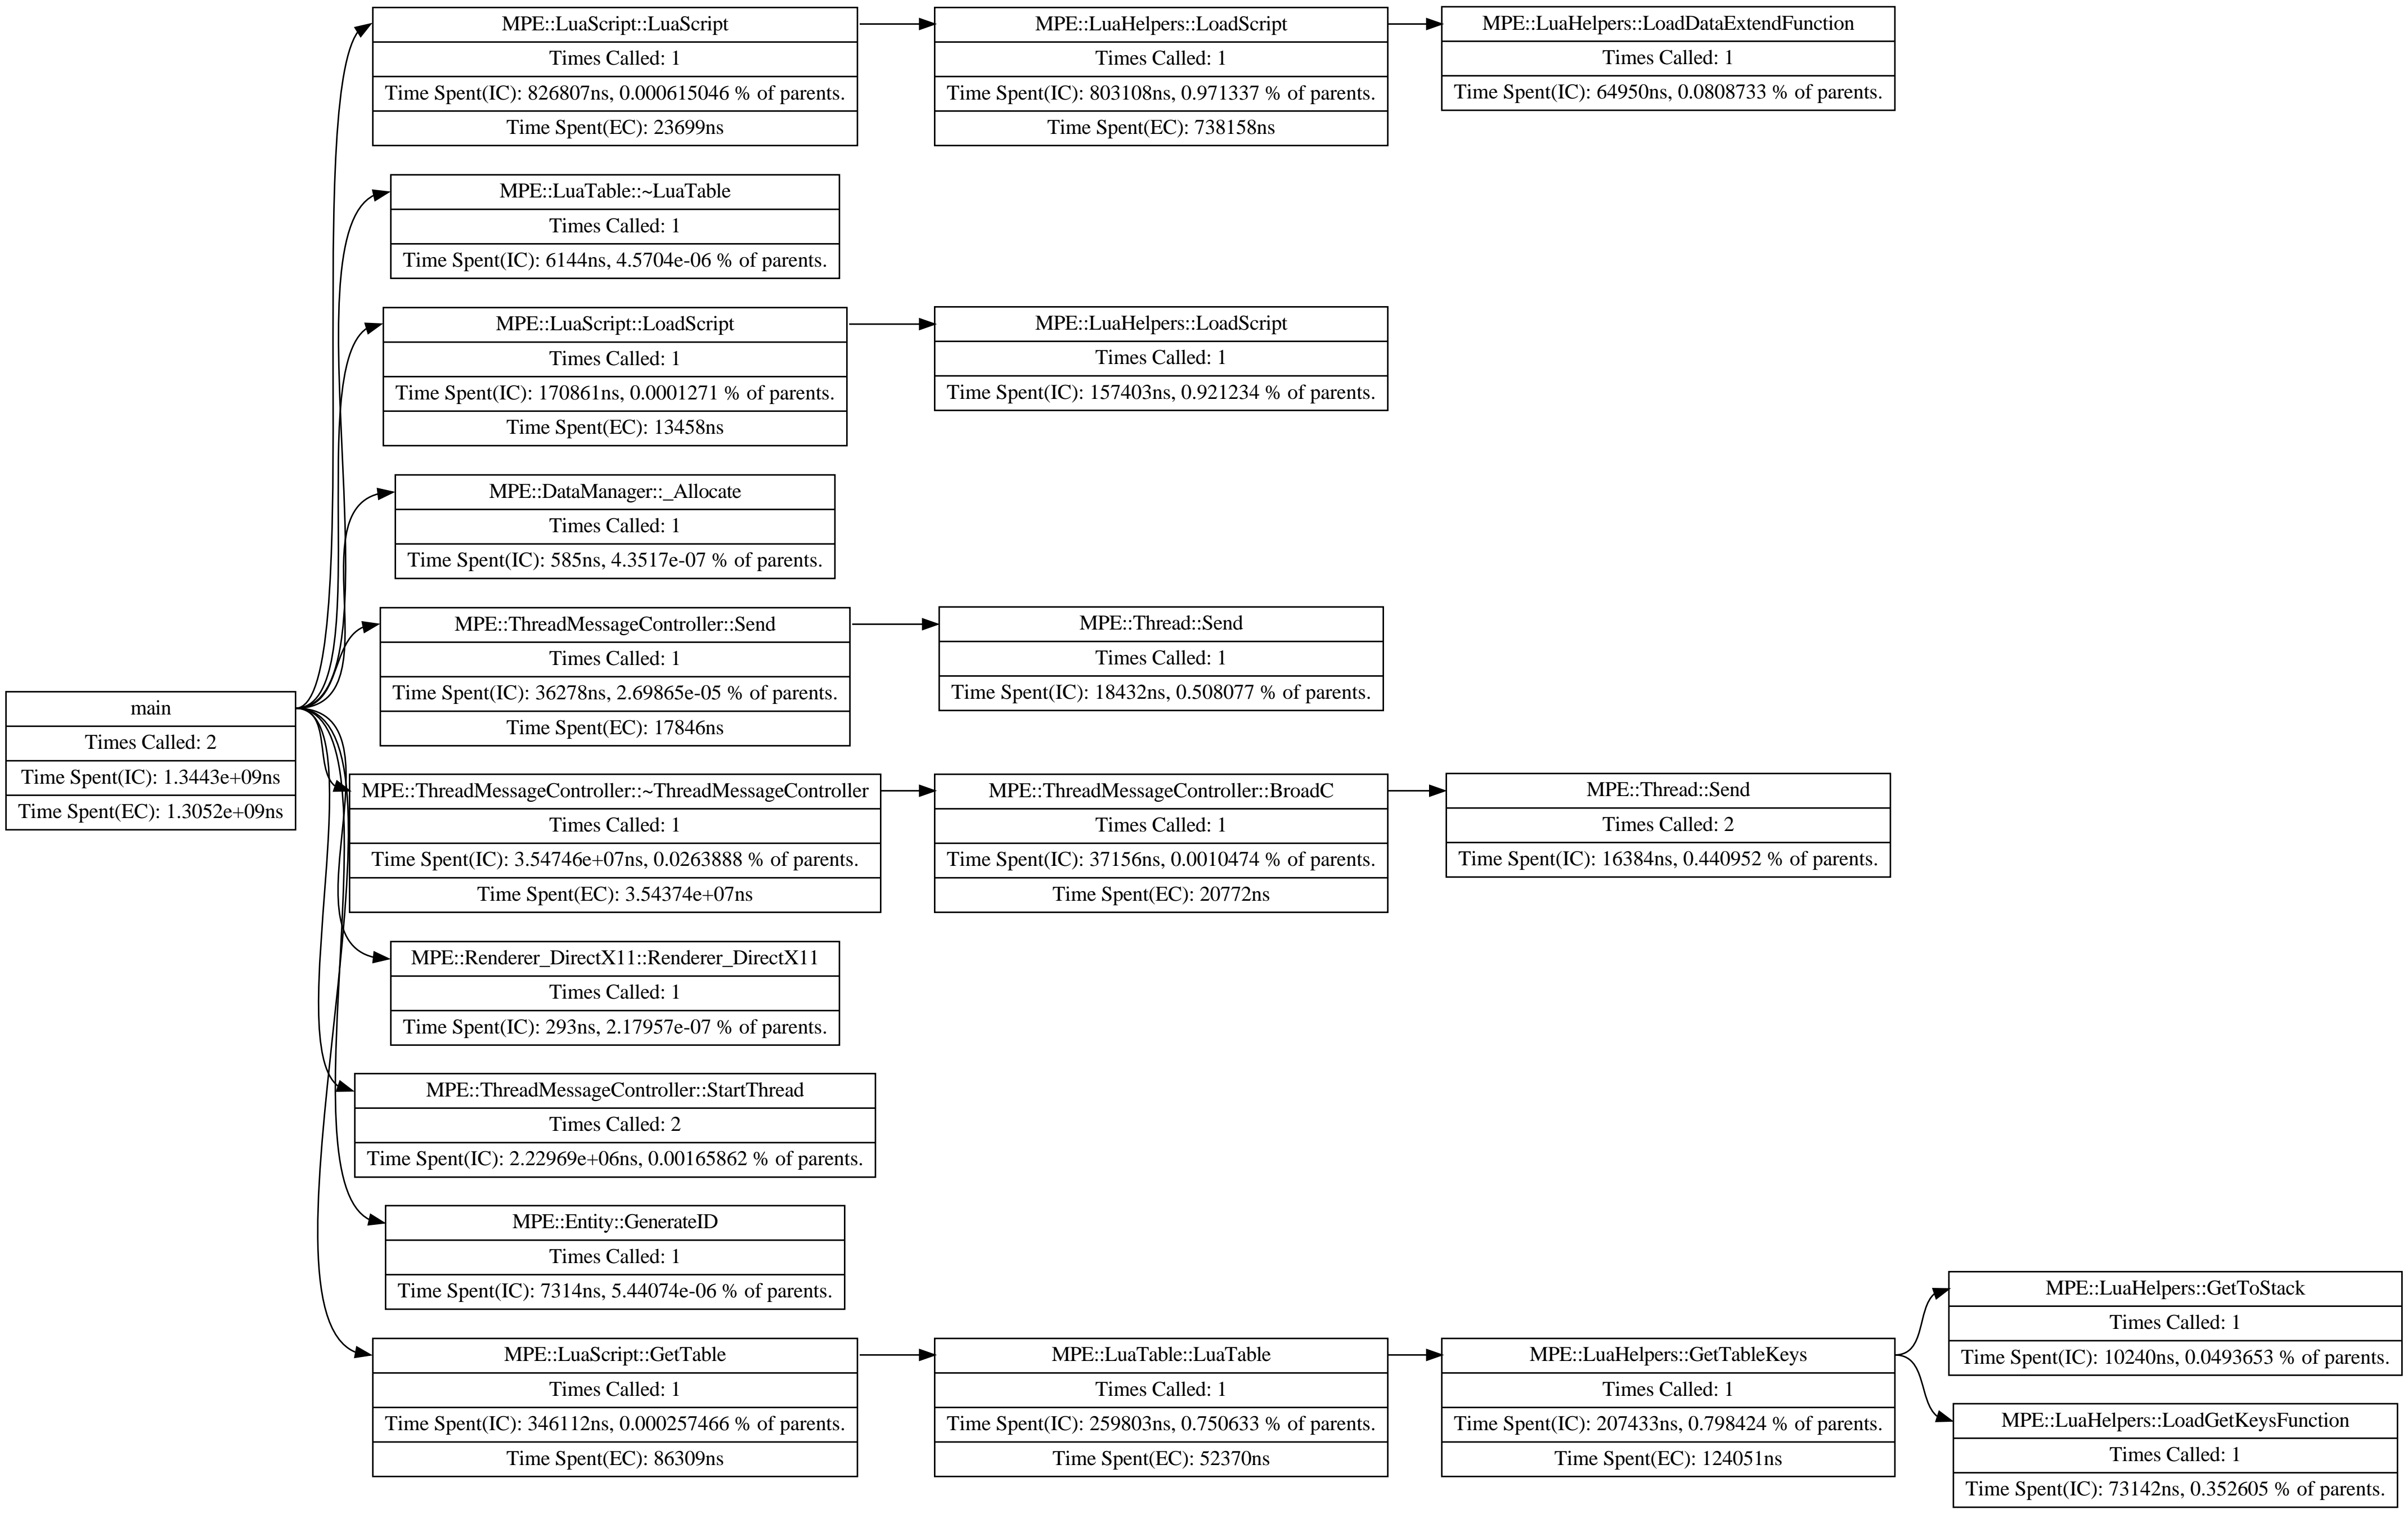 MPE::LuaScript::LuaScript
Times Called: 1
Time Spent(IC): 826807ns, 0.000615046 % of parents.
Time Spent(EC): 23699ns
MPE::LuaHelpers::LoadScript
Times Called: 1
Time Spent(IC): 803108ns, 0.971337 % of parents.
Time Spent(EC): 738158ns
MPE::LuaHelpers::LoadDataExtendFunction
Times Called: 1
Time Spent(IC): 64950ns, 0.0808733 % of parents.
MPE::LuaTable::~LuaTable
Times Called: 1
Time Spent(IC): 6144ns, 4.5704e-06 % of parents.
MPE::LuaScript::LoadScript
Times Called: 1
Time Spent(IC): 170861ns, 0.0001271 % of parents.
Time Spent(EC): 13458ns
MPE::LuaHelpers::LoadScript
Times Called: 1
Time Spent(IC): 157403ns, 0.921234 % of parents.
MPE::DataManager::_Allocate
Times Called: 1
Time Spent(IC): 585ns, 4.3517e-07 % of parents.
MPE::ThreadMessageController::Send
Times Called: 1
Time Spent(IC): 36278ns, 2.69865e-05 % of parents.
Time Spent(EC): 17846ns
MPE::Thread::Send
Times Called: 1
Time Spent(IC): 18432ns, 0.508077 % of parents.
main
Times Called: 2
Time Spent(IC): 1.3443e+09ns
Time Spent(EC): 1.3052e+09ns
MPE::ThreadMessageController::~ThreadMessageController
Times Called: 1
Time Spent(IC): 3.54746e+07ns, 0.0263888 % of parents.
Time Spent(EC): 3.54374e+07ns
MPE::ThreadMessageController::BroadC
Times Called: 1
Time Spent(IC): 37156ns, 0.0010474 % of parents.
Time Spent(EC): 20772ns
MPE::Thread::Send
Times Called: 2
Time Spent(IC): 16384ns, 0.440952 % of parents.
MPE::Renderer_DirectX11::Renderer_DirectX11
Times Called: 1
Time Spent(IC): 293ns, 2.17957e-07 % of parents.
MPE::ThreadMessageController::StartThread
Times Called: 2
Time Spent(IC): 2.22969e+06ns, 0.00165862 % of parents.
MPE::Entity::GenerateID
Times Called: 1
Time Spent(IC): 7314ns, 5.44074e-06 % of parents.
MPE::LuaScript::GetTable
Times Called: 1
Time Spent(IC): 346112ns, 0.000257466 % of parents.
Time Spent(EC): 86309ns
MPE::LuaTable::LuaTable
Times Called: 1
Time Spent(IC): 259803ns, 0.750633 % of parents.
Time Spent(EC): 52370ns
MPE::LuaHelpers::GetTableKeys
Times Called: 1
Time Spent(IC): 207433ns, 0.798424 % of parents.
Time Spent(EC): 124051ns
MPE::LuaHelpers::GetToStack
Times Called: 1
Time Spent(IC): 10240ns, 0.0493653 % of parents.
MPE::LuaHelpers::LoadGetKeysFunction
Times Called: 1
Time Spent(IC): 73142ns, 0.352605 % of parents.